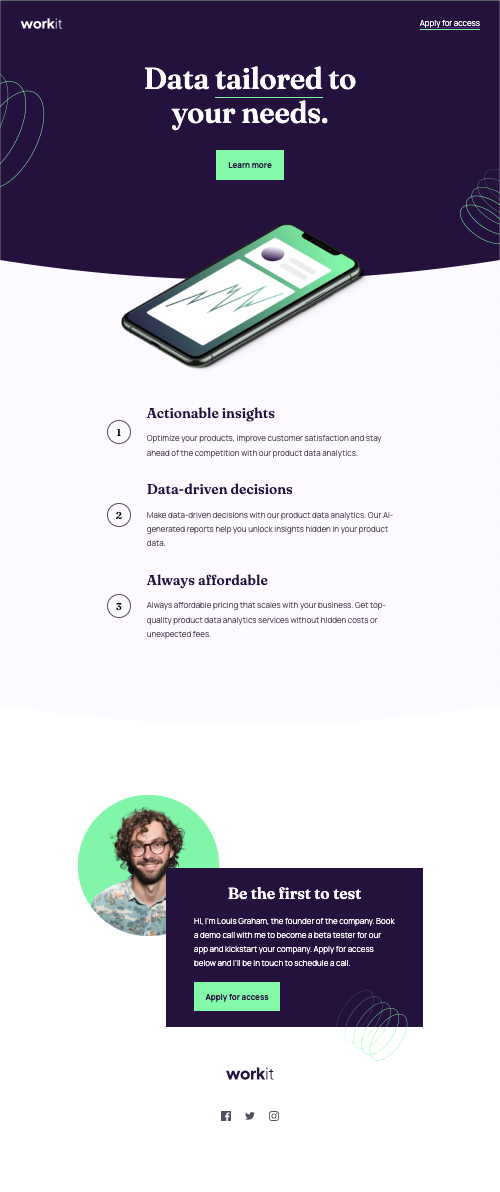 workit
Apply for access
Data tailored to
your needs.
Learn more
Actionable insights
1
Optimize your products, improve customer satisfaction and stay
ahead of the competition with our product data analytics.
Data-driven decisions
2
Make data-driven decisions with our product data analytics. Our AI-
generated reports help you unlock insights hidden in your product
data.
Always affordable
3
Always affordable pricing that scales with your business. Get top-
quality product data analytics services without hidden costs or
unexpected fees.
Be the first to test
Hi, I'm Louis Graham, the founder of the company. Book
a demo call with me to become a beta tester for our
app and kickstart your company. Apply for access
below and I'll be in touch to schedule a call.
Apply for access
workit